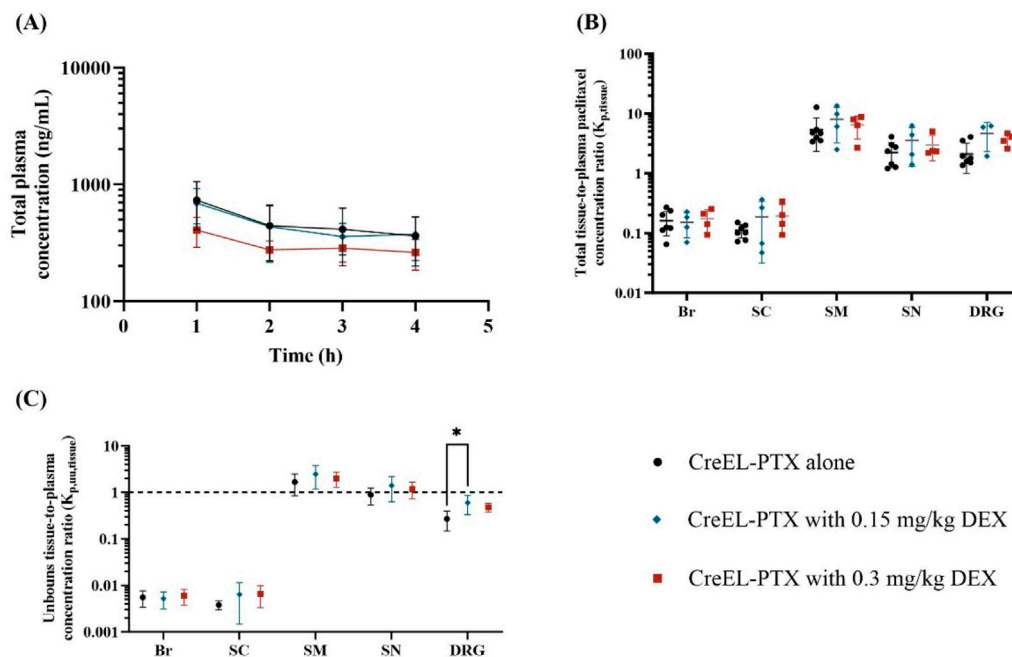 (A)
Total plasma
concentration (ng/mL)
10000
1000
100
0
1
2
3
4
5
Time (h)
(B)
Total tissue-to-plasma paclitaxel
concentration ratio (Kp,tissue)
100
10
1
0.1
0.01
Br
SC
SM
SN
DRG
(C)
Unbouns tissue-to-plasma
concentration ratio (Kp,uu,tissue)
10
1
0.1
0.01
0.001
*
Br
SC
SM
SN
DRG
CreEL-PTX alone
CreEL-PTX with 0.15 mg/kg DEX
CreEL-PTX with 0.3 mg/kg DEX